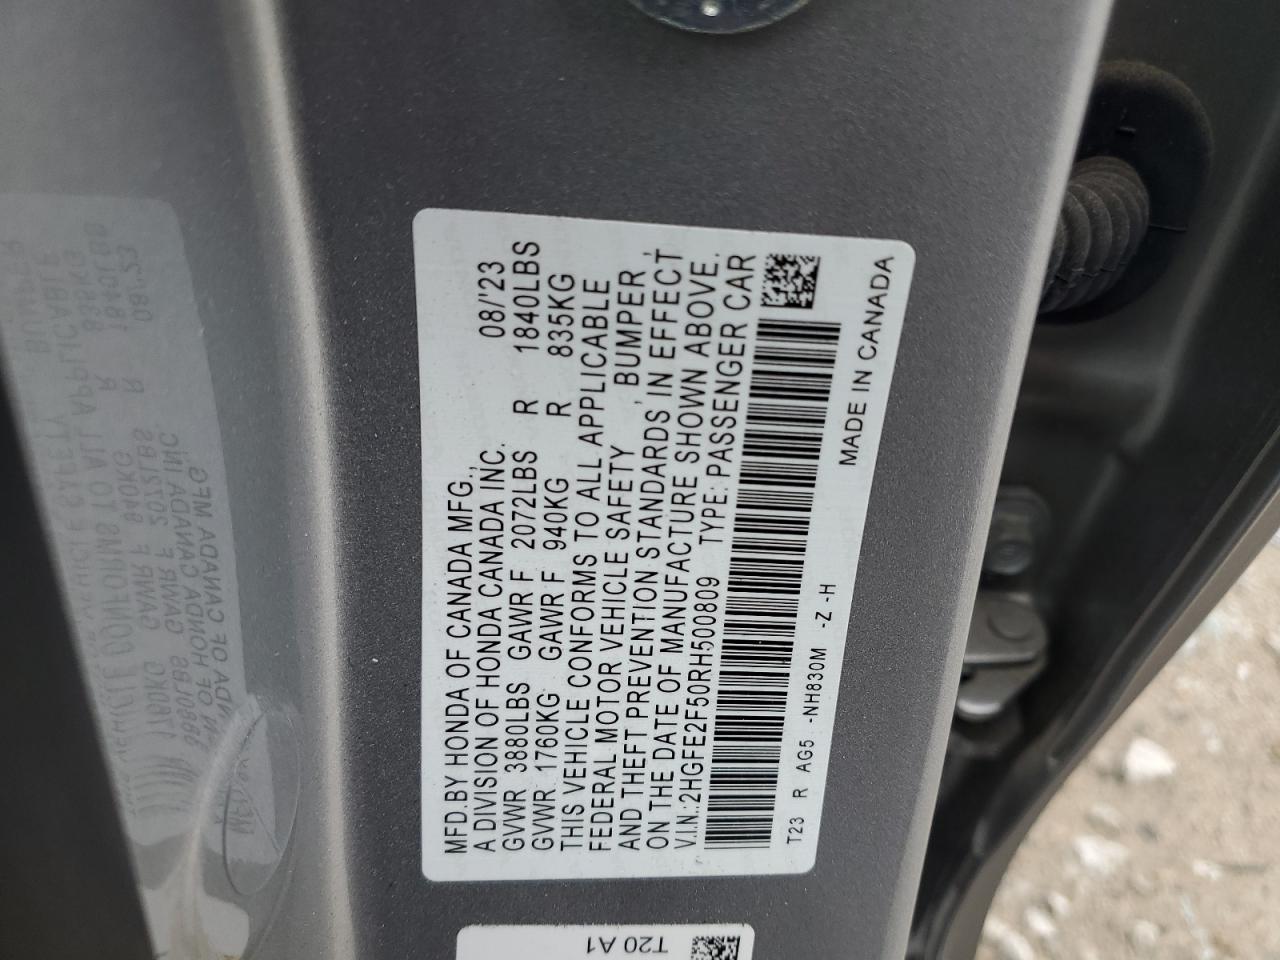 MFD.BY HONDA OF CANADA MFG., 08/'23
A DIVISION OF HONDA CANADA INC.
GVWR 3880LBS GAWR F 2072LBS R 1840LBS
GVWR 1760KG GAWR F 940KG R 835KG
THIS VEHICLE CONFORMS TO ALL APPLICABLE
FEDERAL MOTOR VEHICLE SAFETY , BUMPER ,
AND THEFT PREVENTION STANDARDS IN EFFECT
ON THE DATE OF MANUFACTURE SHOWN ABOVE.
V.I.N.:2HGFE2F50RH500809 TYPE: PASSENGER CAR
T23 R AG5 -NH830M -Z -H MADE IN CANADA
T20 A1